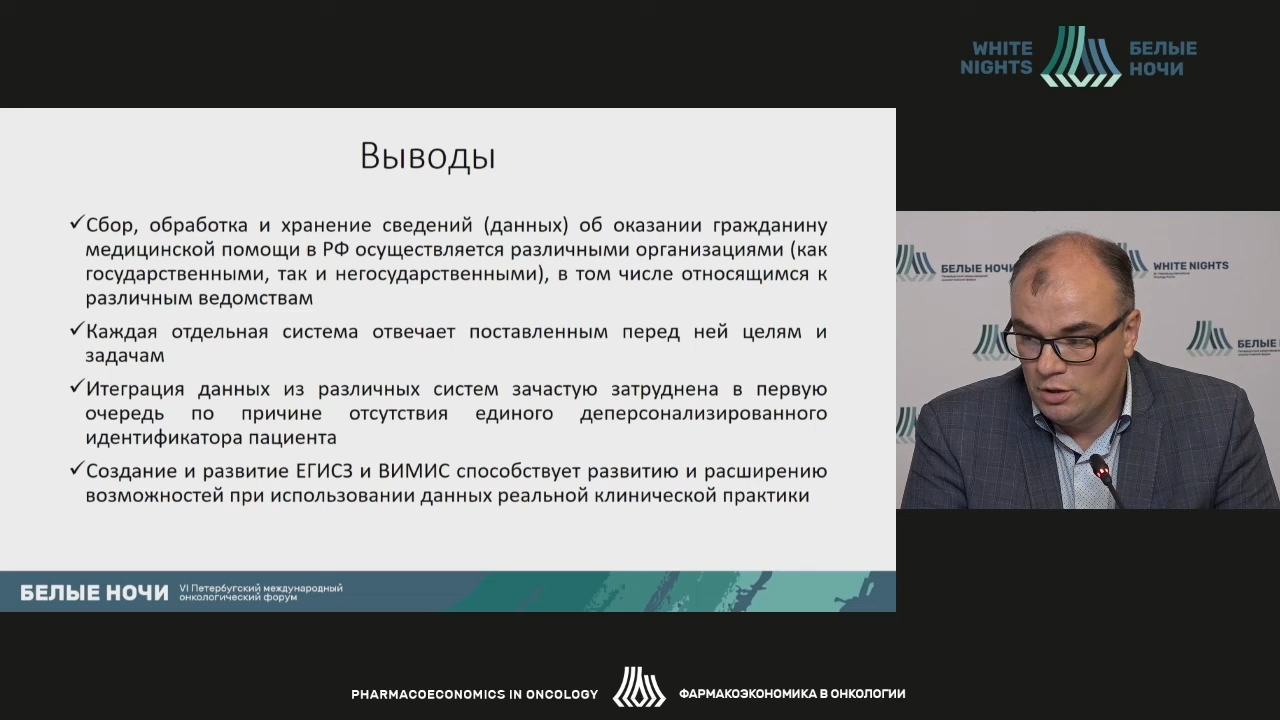 WHITE
NIGHTS
БЕЛЫЕ
НОЧИ
Выводы
✓Сбор, обработка и хранение сведений (данных) об оказании гражданину
медицинской помощи в РФ осуществляется различными организациями (как
государственными, так и негосударственными), в том числе относящимся к
различным ведомствам
✓Каждая отдельная система отвечает поставленным перед ней целям и
задачам
✓Итеграция данных из различных систем зачастую затруднена в первую
очередь по причине отсутствия единого деперсонализированного
идентификатора пациента
✓Создание и развитие ЕГИСЗ и ВИМИС способствует развитию и расширению
возможностей при использовании данных реальной клинической практики
БЕЛЫЕ НОЧИ
VI Петербугский международный
онкологический форум
БЕЛЫЕ НОЧИ
WHITE NIGHTS
БЕЛЫЕ
PHARMACOECONOMICS IN ONCOLOGY
ФАРМАКОЭКОНОМИКА В ОНКОЛОГИИ